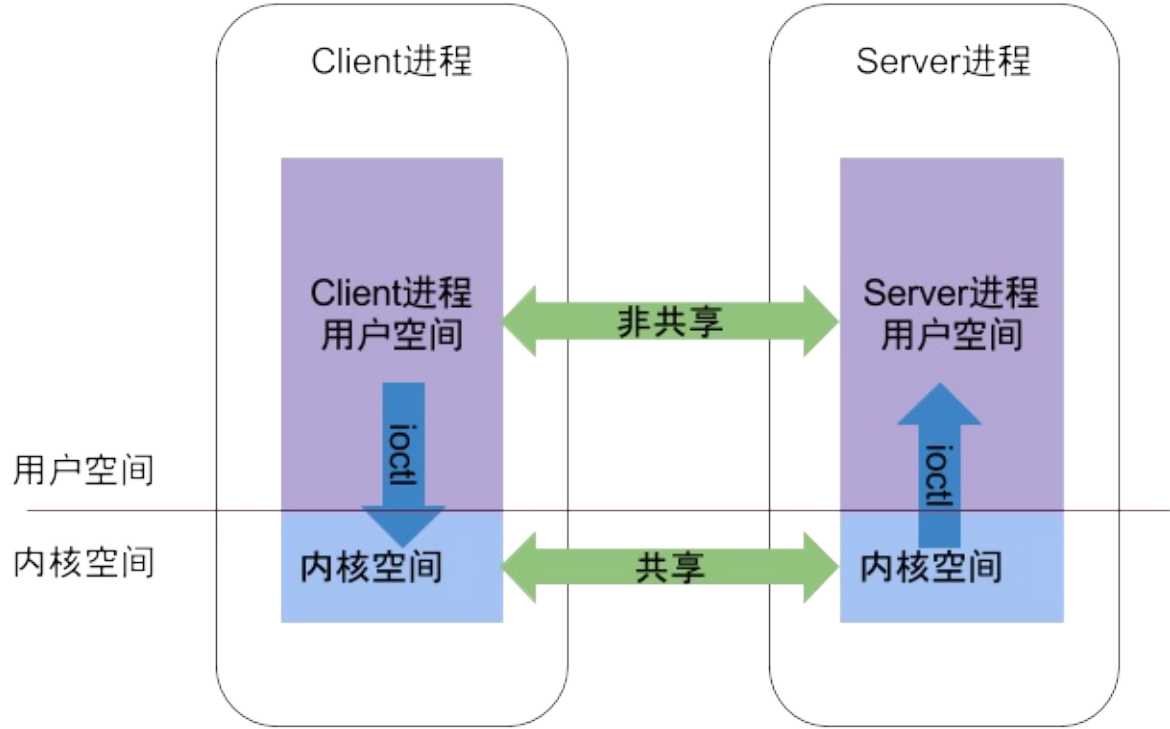 Client进程
Server进程
Client进程
用户空间
非共享
Server进程
用户空间
ioctl
ioctl
用户空间
内核空间
内核空间
共享
内核空间